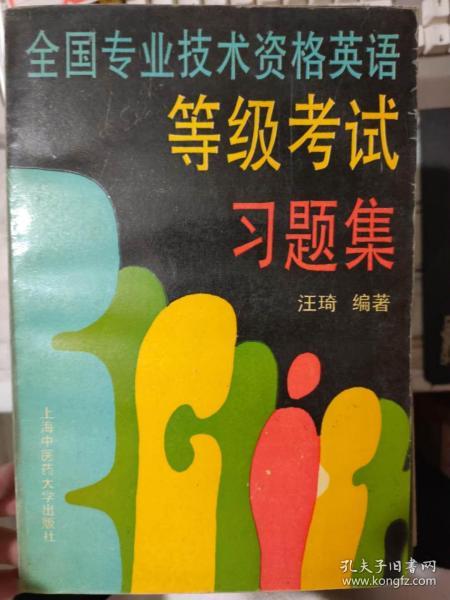 全国专业技术资格英语
等级考试
习题集
汪琦 编著
上海中医药大学出版社
孔夫子旧书网
www.kongfz.com